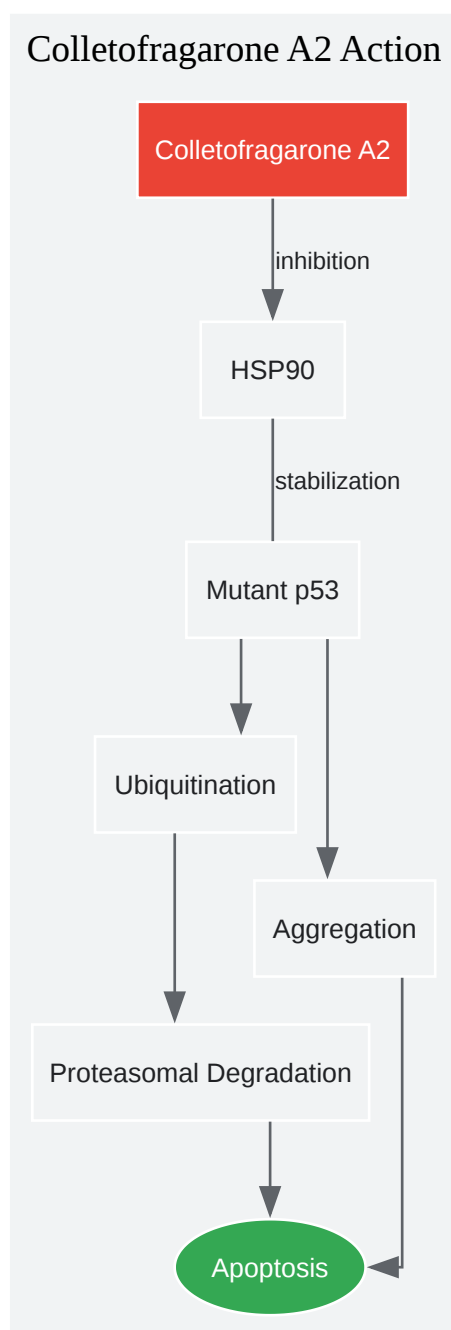 Colletofragarone A2 Action
Colletofragarone A2
inhibition
HSP90
stabilization
Mutant p53
Ubiquitination
Aggregation
Proteasomal Degradation
Apoptosis